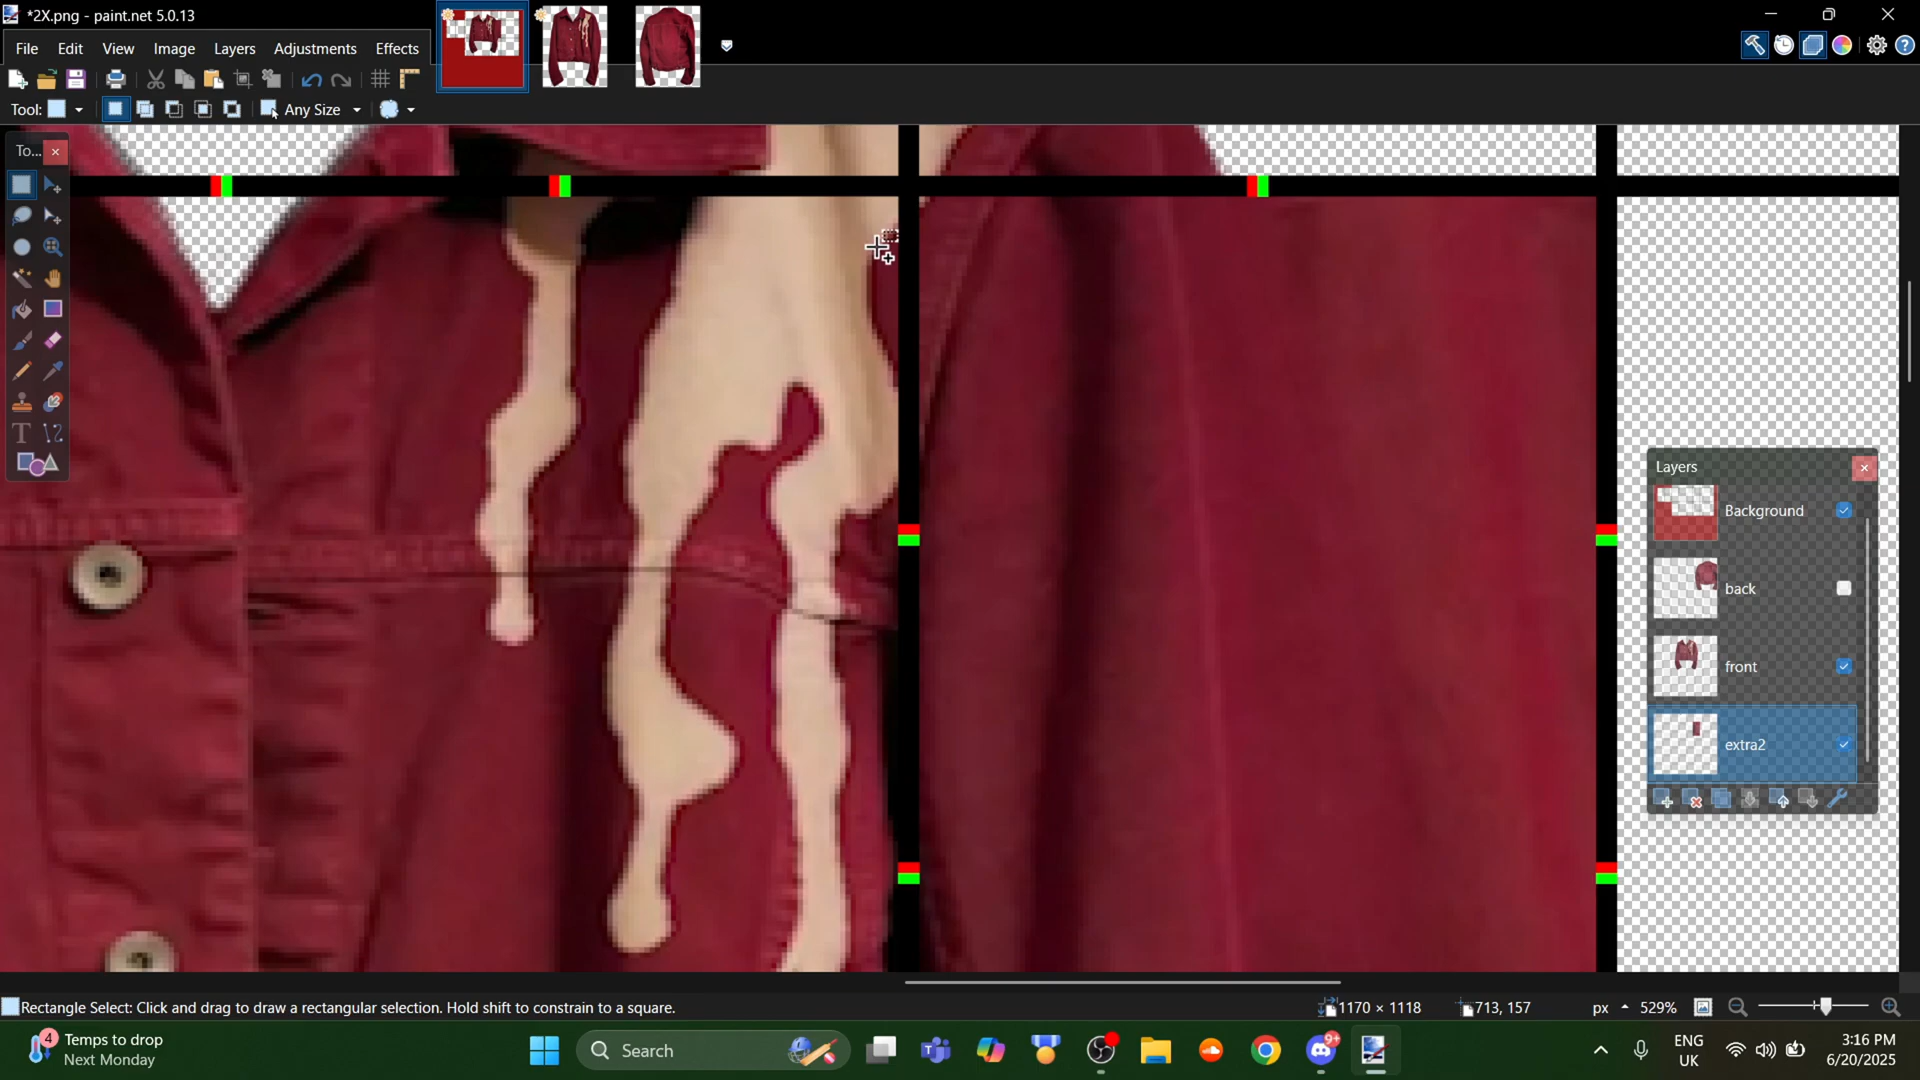 *2X.png - paint.net 5.0.13
File Edit View Image Layers Adjustments Effects
Tool: Any Size
To...
Layers
Background
back
front
extra2
Rectangle Select: Click and drag to draw a rectangular selection. Hold shift to constrain to a square.
1170 × 1118
713, 157
px
529%
4
Temps to drop
Next Monday
Search
9+
ENG
UK
3:16 PM
6/20/2025